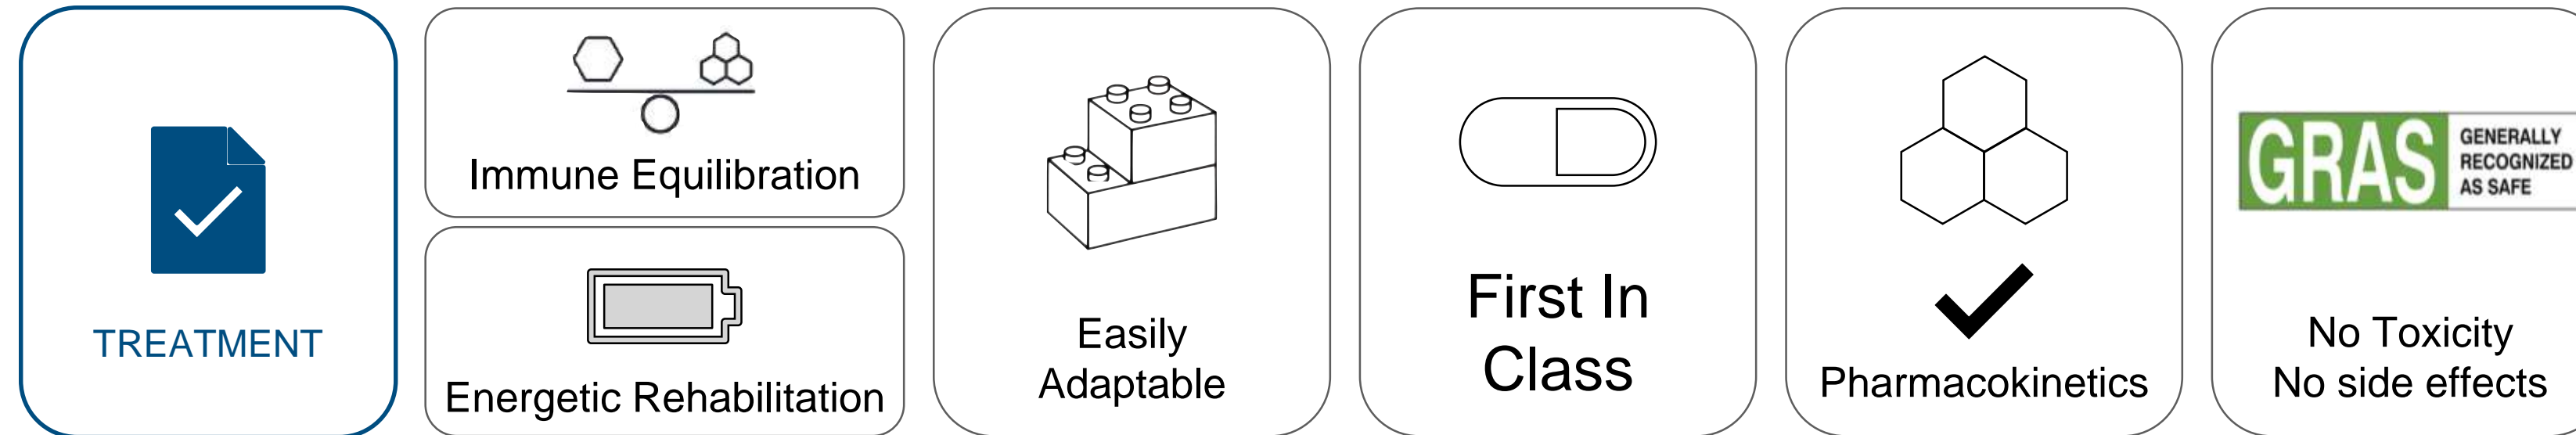 TREATMENT
Immune Equilibration
Energetic Rehabilitation
Easily
Adaptable
First In
Class
Pharmacokinetics
GRAS
GENERALLY
RECOGNIZED
AS SAFE
No Toxicity
No side effects